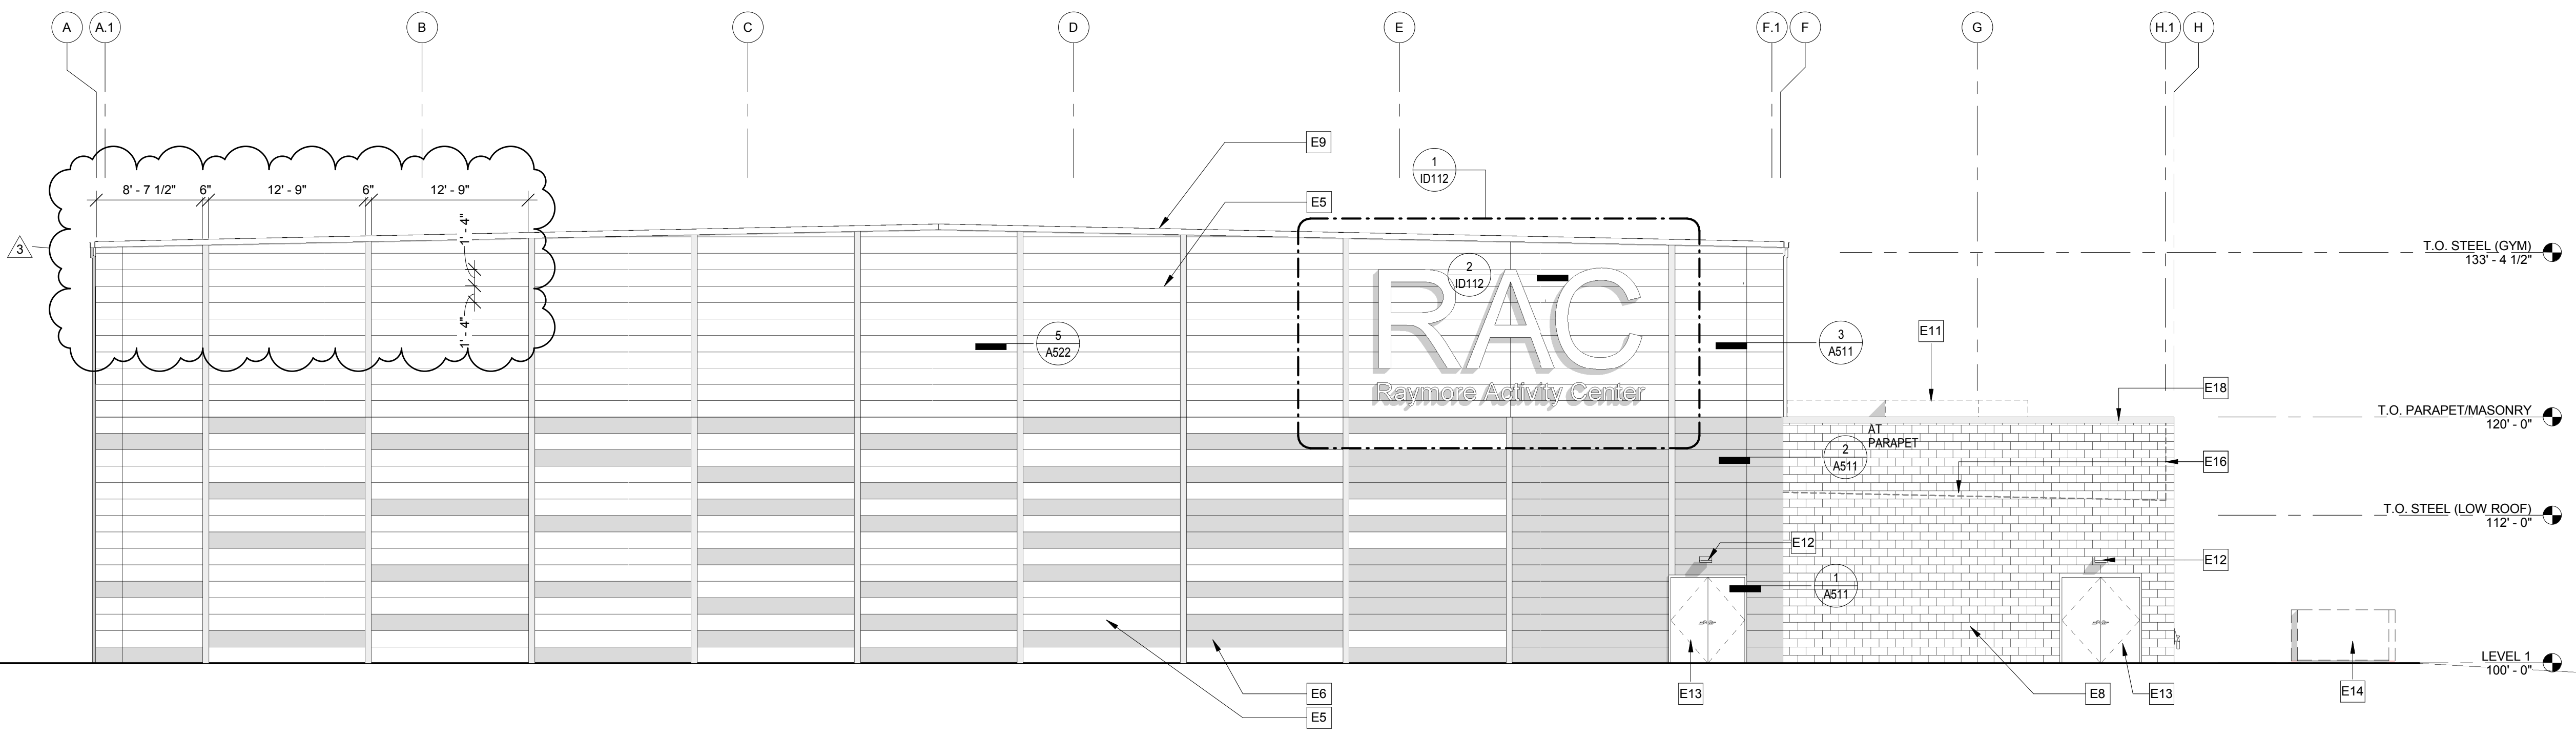 A
A.1
B
C
D
E
F.1
F
G
H.1
H
E9
1
ID112
8' - 7 1/2"
6"
12' - 9"
6"
12' - 9"
E5
1' - 4"
3
T.O. STEEL (GYM)
133' - 4 1/2"
2
ID112
RAC
1' - 4"
E11
5
A522
3
A511
Raymore Activity Center
E18
T.O. PARAPET/MASONRY
120' - 0"
AT
PARAPET
2
A511
E16
T.O. STEEL (LOW ROOF)
112' - 0"
E12
E12
1
A511
LEVEL 1
100' - 0"
E6
E13
E8
E13
E14
E5